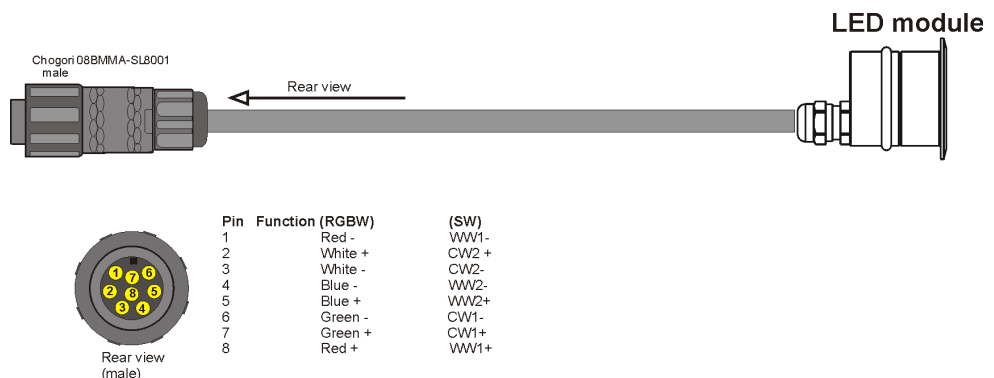 LED module
Chogori 08BMMA-SL8001
male
Rear view
Pin Function (RGBW) (SW)
1 Red - WW1-
2 White + CW2 +
3 White - CW2-
4 Blue - WW2-
5 Blue + WW2+
6 Green - CW1-
7 Green + CW1+
8 Red + WW1+
1 6
7
2 8 5
3 4
Rear view
(male)